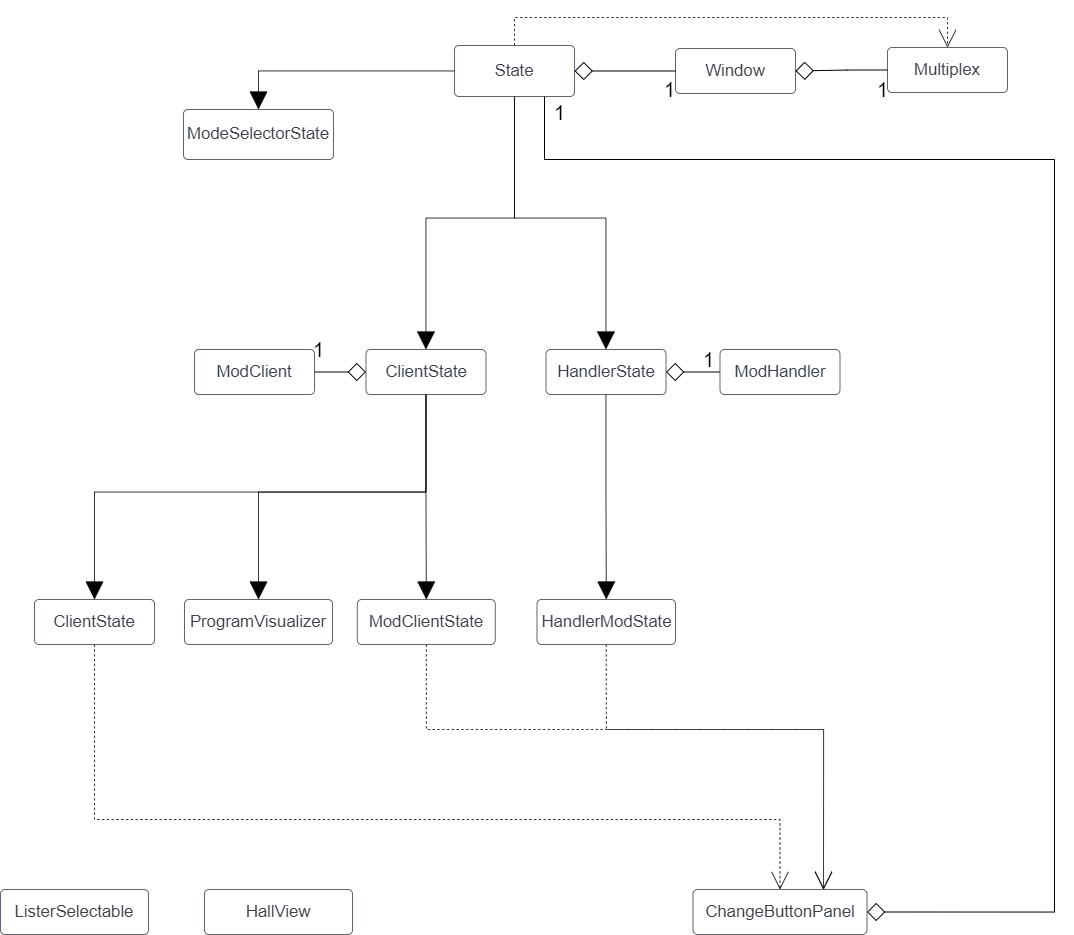 State
Window
Multiplex
1
1
1
ModeSelectorState
1
1
ModClient
ClientState
HandlerState
ModHandler
ClientState
ProgramVisualizer
ModClientState
HandlerModState
ListerSelectable
HallView
ChangeButtonPanel